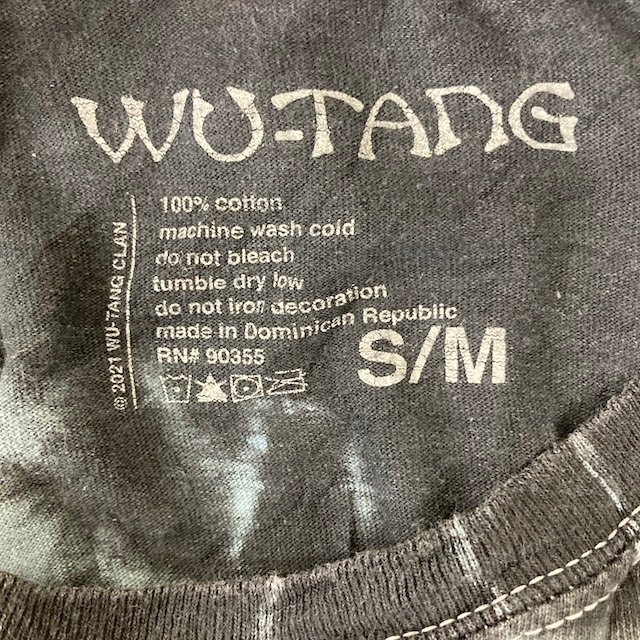 WU-TANG
© 2021 WU-TANG CLAN
100% cotton
machine wash cold
do not bleach
tumble dry low
do not iron decoration
made in Dominican Republic
RN# 90355
S/M